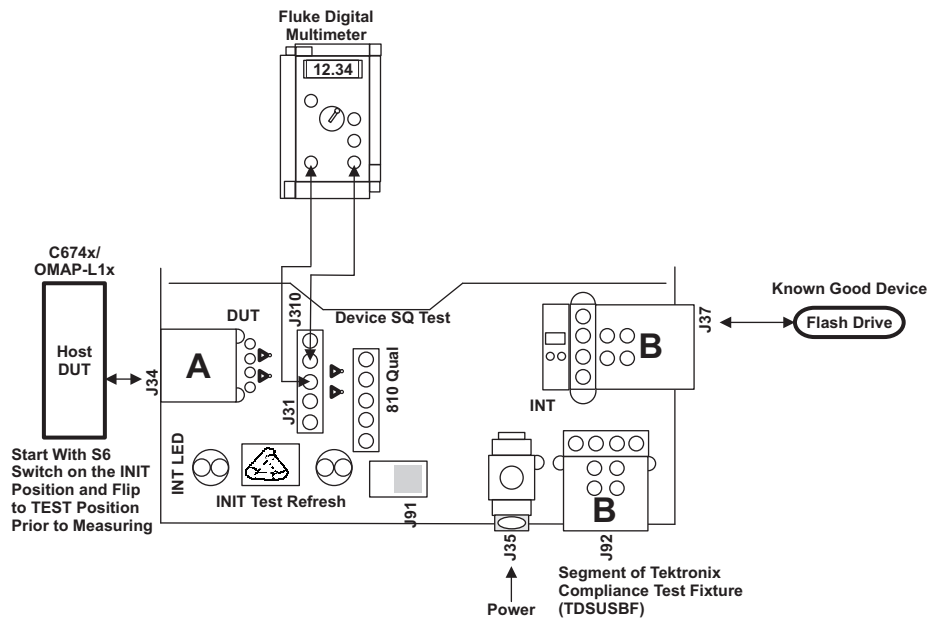 Fluke Digital
Multimeter
12.34
C674x/
OMAP-L1x
Host
DUT
Start With S6
Switch on the INIT
Position and Flip
to TEST Position
Prior to Measuring
J34
A
DUT
J310
J31
Device SQ Test
810 Qual
INT LED
INIT Test Refresh
J91
INT
B
J37
Known Good Device
Flash Drive
J35
Power
B
J92
Segment of Tektronix
Compliance Test Fixture
(TDSUSBF)